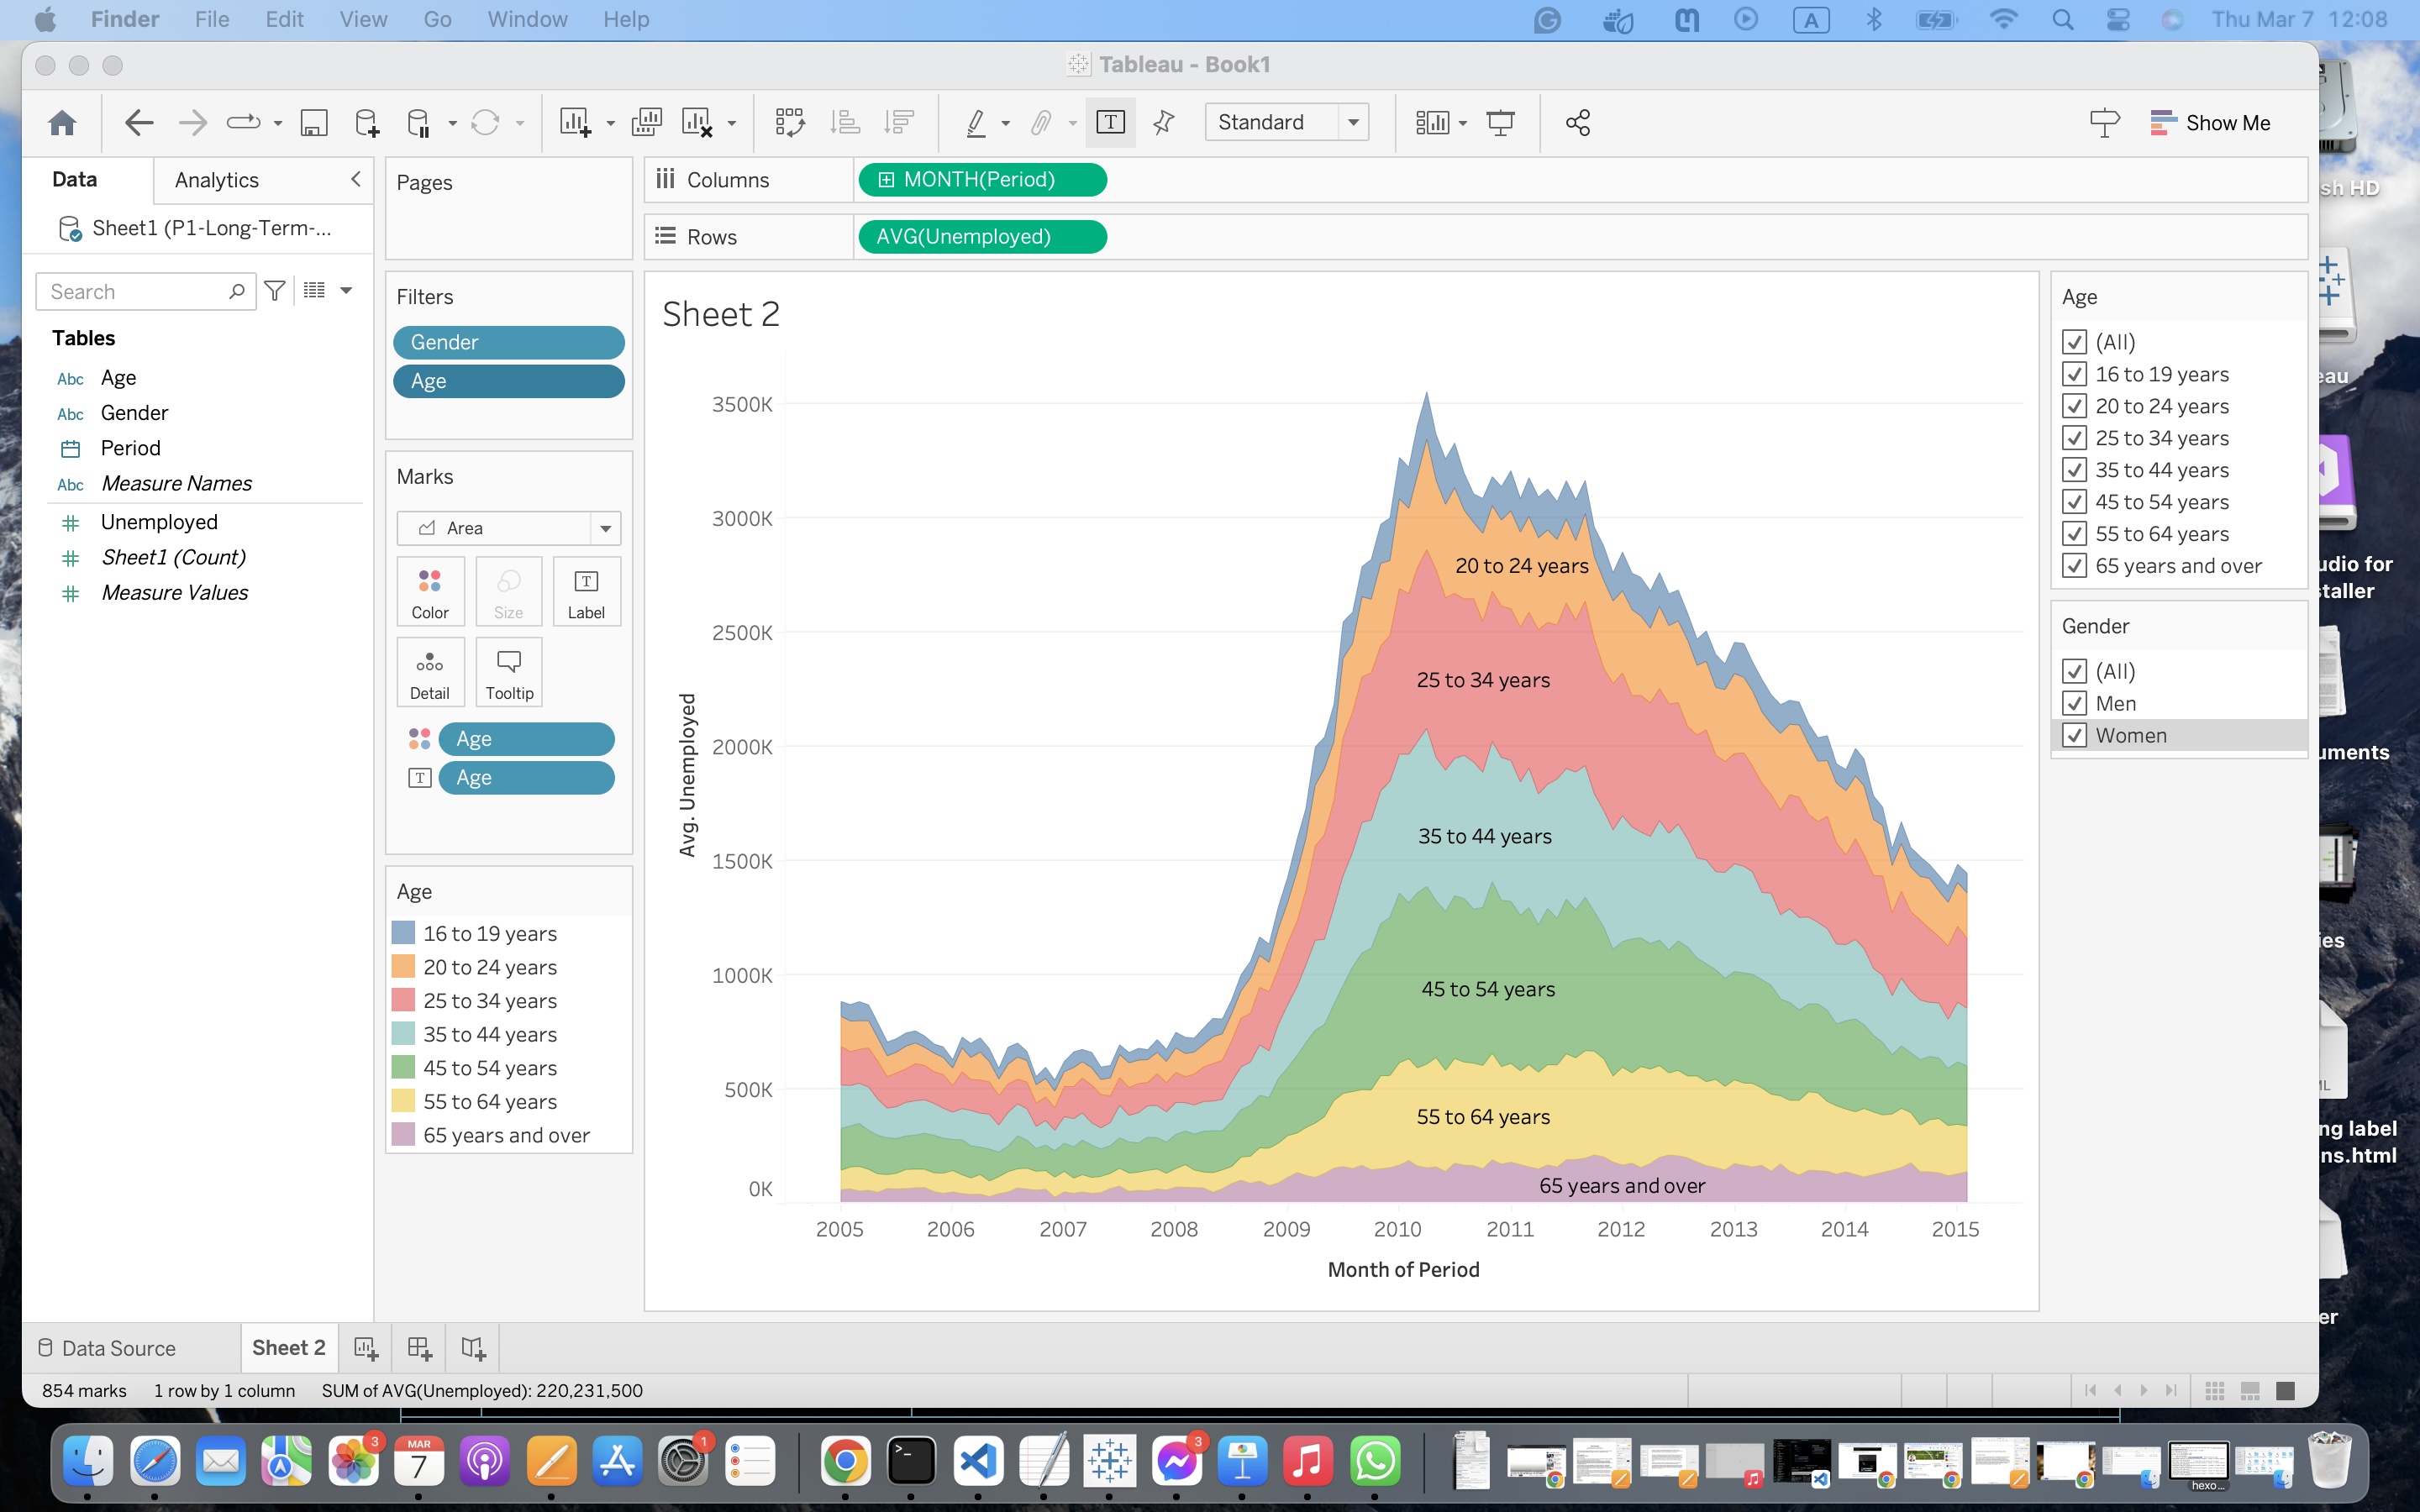 Finder File Edit View Go Window Help A Thu Mar 7 12:08
Tableau - Book1
Standard Show Me
Data Analytics
Sheet1 (P1-Long-Term-...
Search
Tables
Abc Age
Abc Gender
Period
Abc Measure Names
Unemployed
Sheet1 (Count)
Measure Values
Pages
Filters
Gender
Age
Marks
Area
Color Size Label
Detail Tooltip
Age
Age
Age
16 to 19 years
20 to 24 years
25 to 34 years
35 to 44 years
45 to 54 years
55 to 64 years
65 years and over
Columns MONTH(Period)
Rows AVG(Unemployed)
Sheet 2
Avg. Unemployed
3500K
3000K
2500K
2000K
1500K
1000K
500K
0K
20 to 24 years
25 to 34 years
35 to 44 years
45 to 54 years
55 to 64 years
65 years and over
2005 2006 2007 2008 2009 2010 2011 2012 2013 2014 2015
Month of Period
Age
(All)
16 to 19 years
20 to 24 years
25 to 34 years
35 to 44 years
45 to 54 years
55 to 64 years
65 years and over
Gender
(All)
Men
Women
sh HD
eau
udio for
staller
uments
ies
ng label
ns.html
er
Data Source Sheet 2
854 marks 1 row by 1 column SUM of AVG(Unemployed): 220,231,500
3 MAR 7 1 3
hexo...